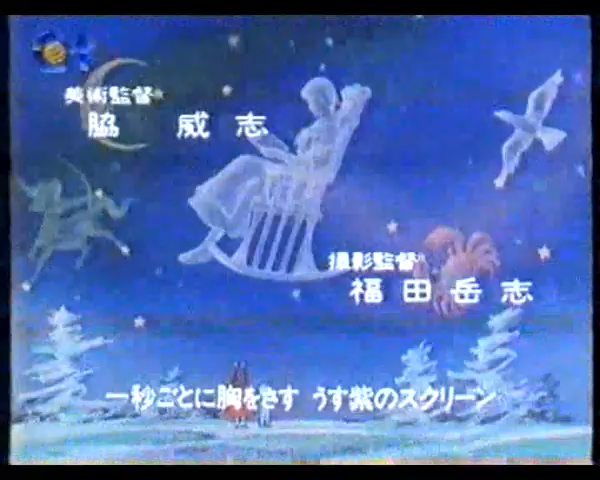 美術監督
脇 威志
撮影監督
福田岳志
一秒ごとに胸をさす うす紫のスクリーン